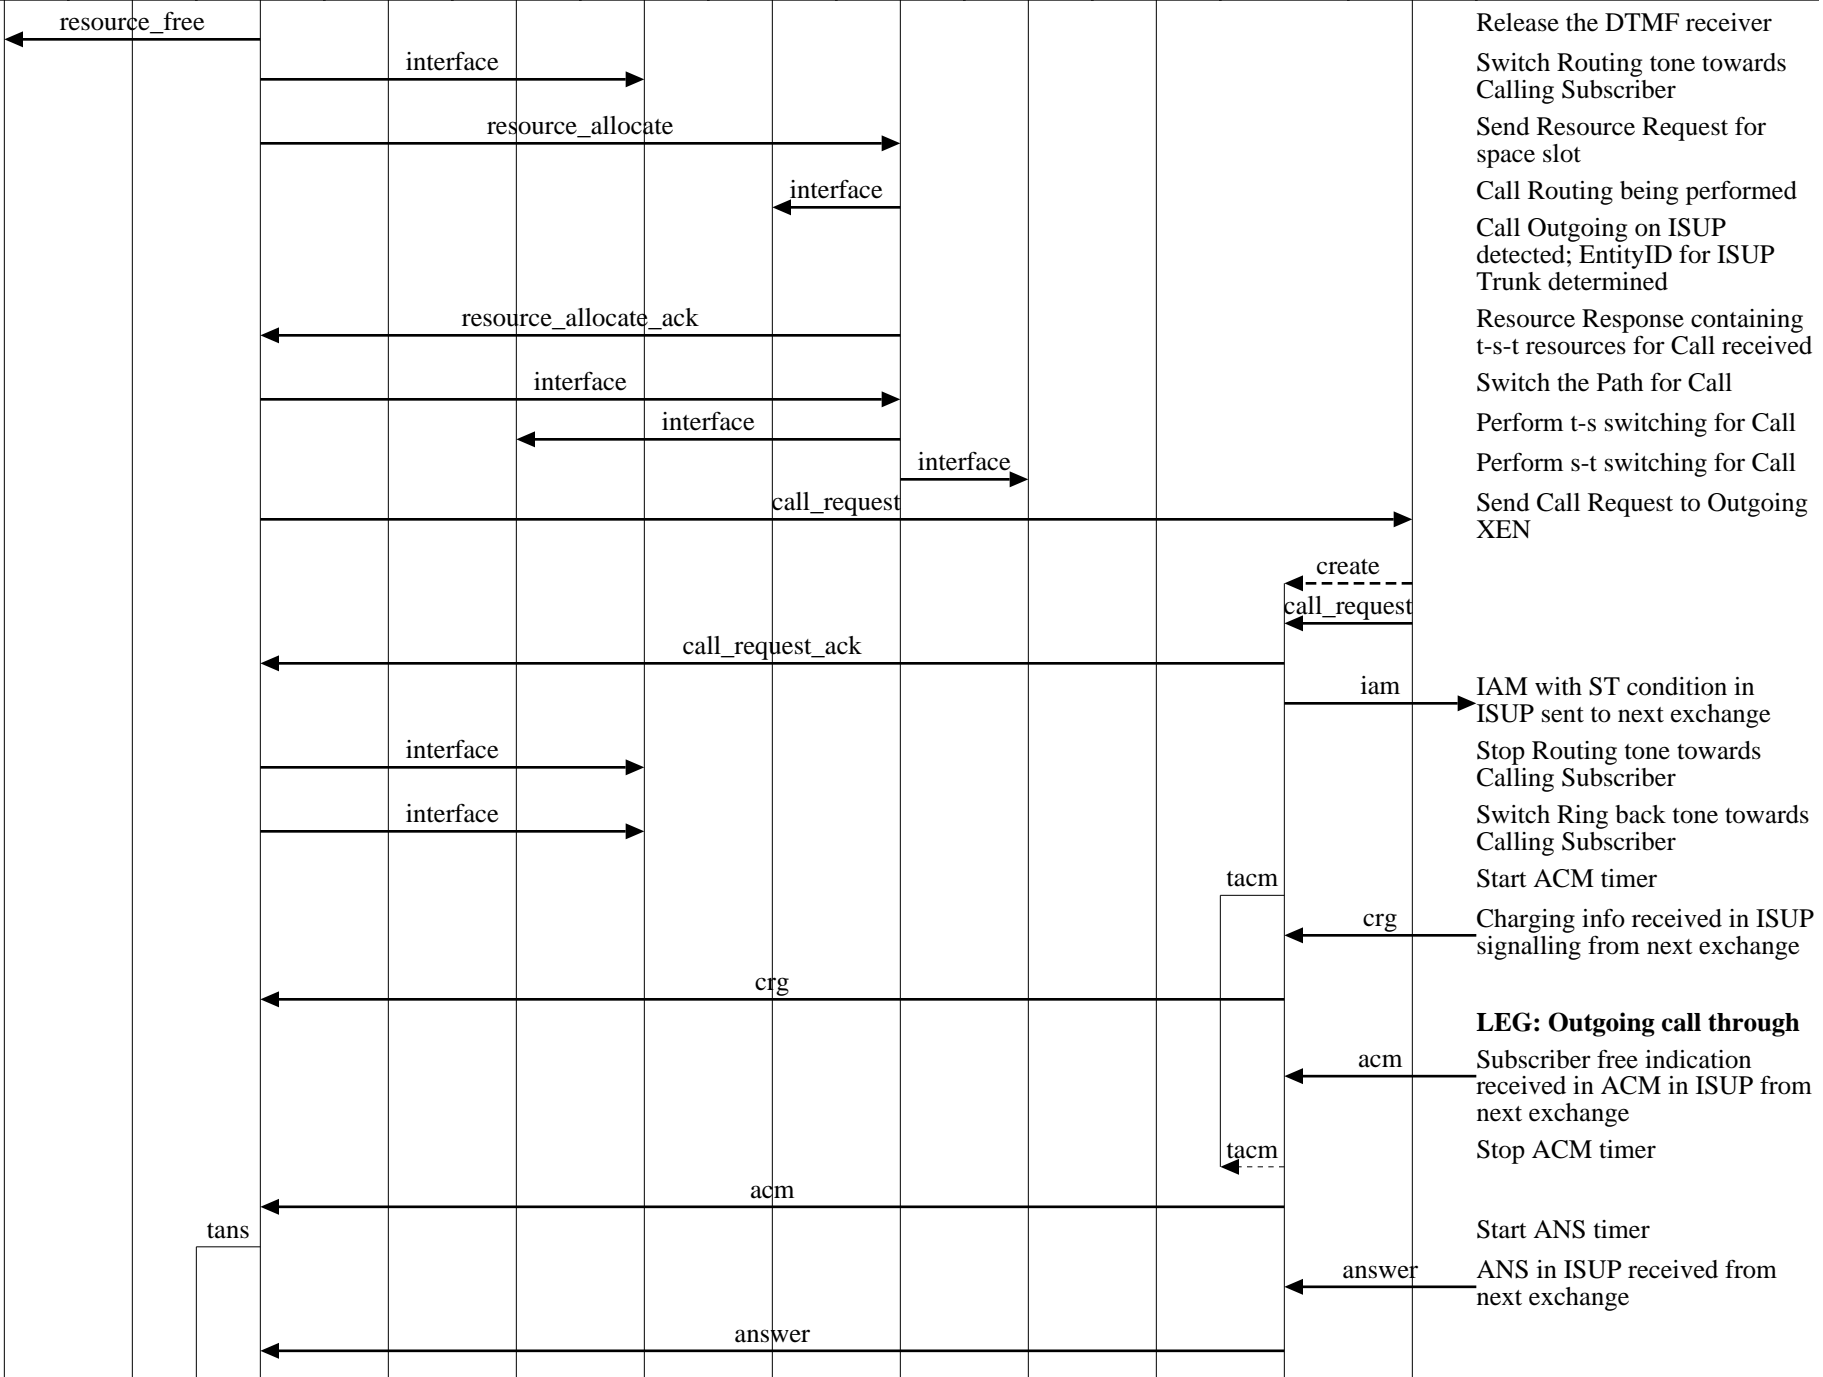 resource_free
Release the DTMF receiver
interface
Switch Routing tone towards
Calling Subscriber
resource_allocate
Send Resource Request for
space slot
interface
Call Routing being performed
Call Outgoing on ISUP
detected; EntityID for ISUP
Trunk determined
resource_allocate_ack
Resource Response containing
t-s-t resources for Call received
interface
Switch the Path for Call
interface
Perform t-s switching for Call
interface
Perform s-t switching for Call
call_request
Send Call Request to Outgoing
XEN
create
call_request
call_request_ack
iam
IAM with ST condition in
ISUP sent to next exchange
interface
Stop Routing tone towards
Calling Subscriber
interface
Switch Ring back tone towards
Calling Subscriber
tacm
Start ACM timer
crg
Charging info received in ISUP
signalling from next exchange
crg
LEG: Outgoing call through
acm
Subscriber free indication
received in ACM in ISUP from
next exchange
tacm
Stop ACM timer
acm
tans
Start ANS timer
answer
ANS in ISUP received from
next exchange
answer